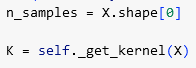 n_samples = X.shape[0]
K = self._get_kernel(X)